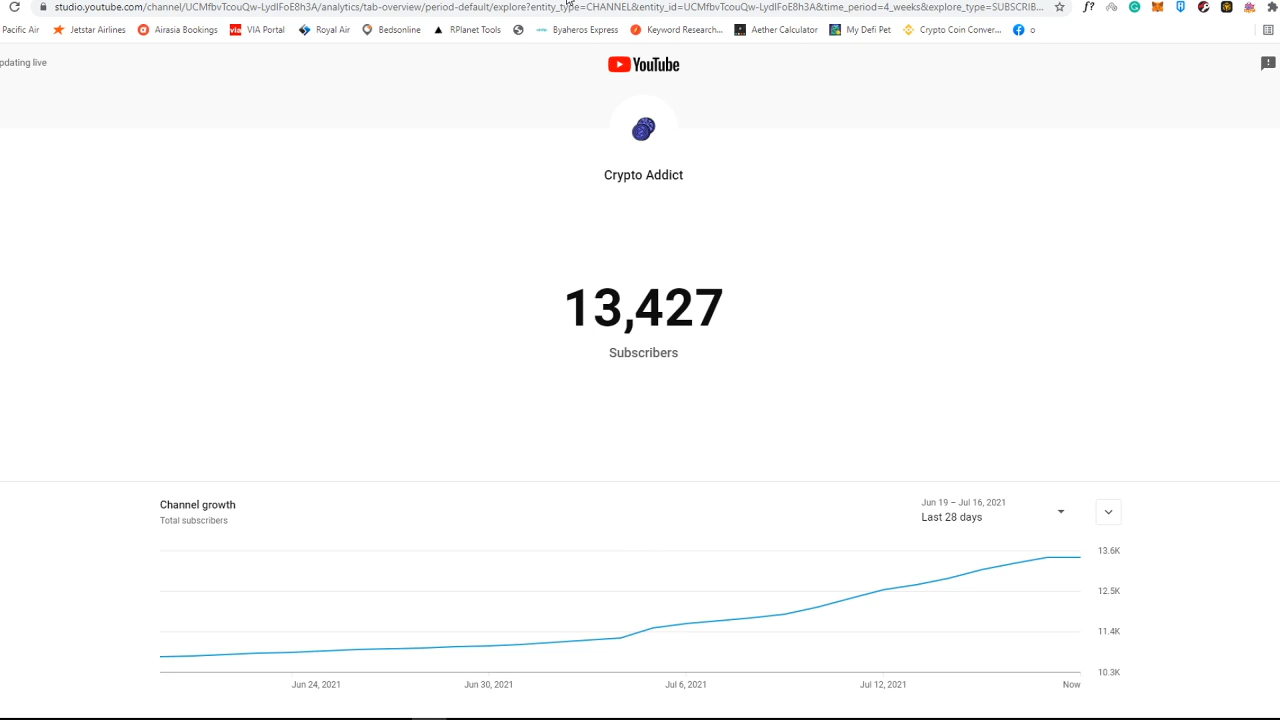 studio.youtube.com/channel/UCMfbvTcouQw-LydIFoE8h3A/analytics/tab-overview/period-default/explore?entity_type=CHANNEL&entity_id=UCMfbvTcouQw-LydIFoE8h3A&time_period=4_weeks&explore_type=SUBSCRIB...
Pacific Air Jetstar Airlines Airasia Bookings VIA Portal Royal Air Bedsonline RPlanet Tools Byaheros Express Keyword Research... Aether Calculator My Defi Pet Crypto Coin Conver... o
pdating live
YouTube
Crypto Addict
13,427
Subscribers
Channel growth
Total subscribers
Jun 19 – Jul 16, 2021
Last 28 days
13.6K
12.5K
11.4K
10.3K
Jun 24, 2021 Jun 30, 2021 Jul 6, 2021 Jul 12, 2021 Now